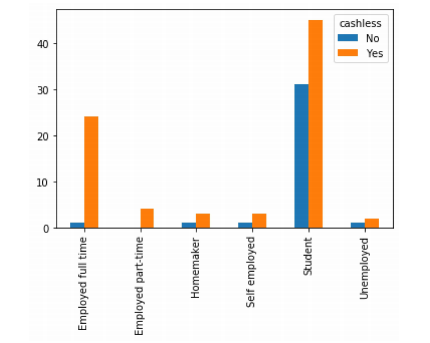 cashless
No
Yes
40
30
20
10
0
Employed full time
Employed part-time
Homemaker
Self employed
Student
Unemployed